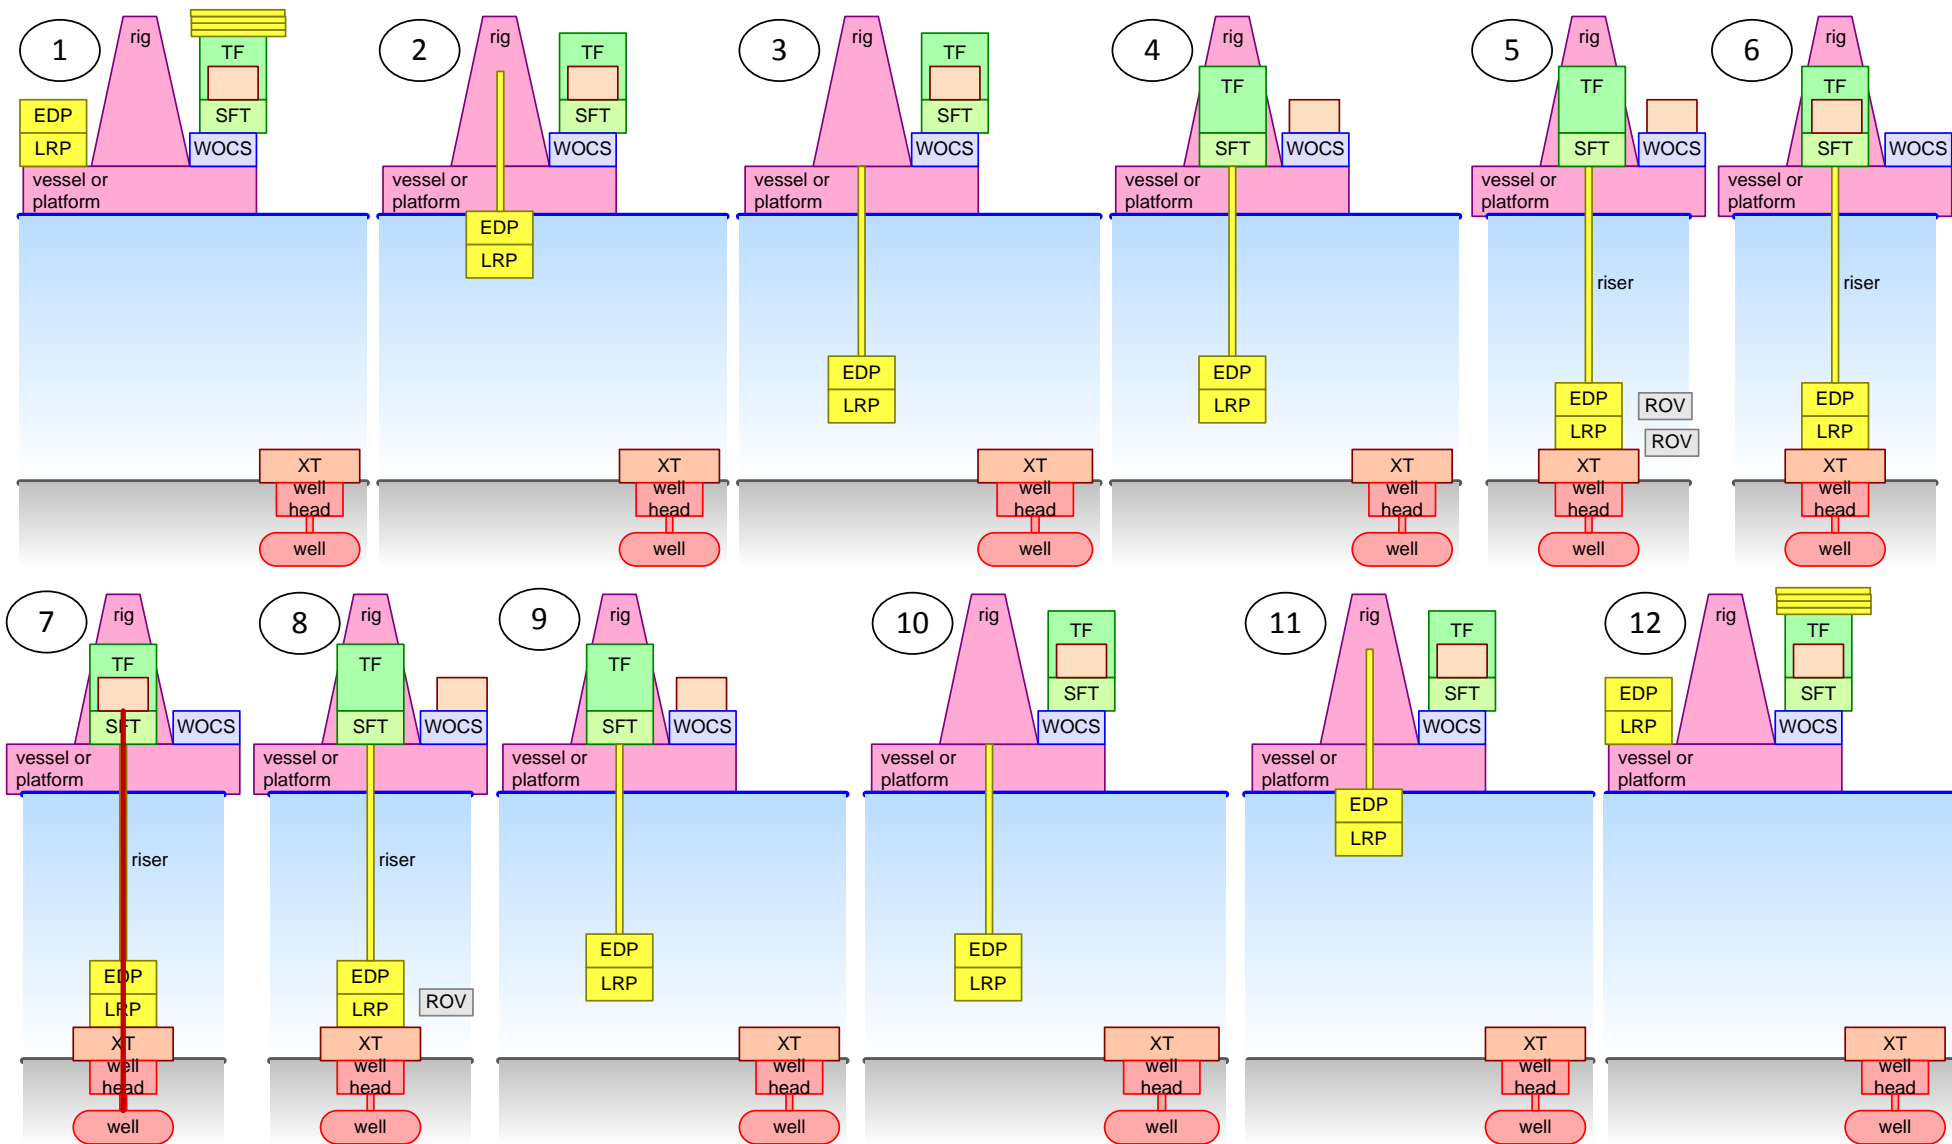 1
rig
TF
EDP
SFT
LRP
WOCS
vessel or
platform
XT
well
head
well
2
rig
TF
SFT
WOCS
vessel or
platform
EDP
LRP
XT
well
head
well
3
rig
TF
SFT
WOCS
vessel or
platform
EDP
LRP
XT
well
head
well
4
rig
TF
SFT
WOCS
vessel or
platform
EDP
LRP
XT
well
head
well
5
rig
TF
SFT
WOCS
vessel or
platform
riser
EDP
ROV
LRP
ROV
XT
well
head
well
6
rig
TF
SFT
WOCS
vessel or
platform
riser
EDP
LRP
XT
well
head
well
7
rig
TF
SFT
WOCS
vessel or
platform
riser
EDP
LRP
XT
well
head
well
8
rig
TF
SFT
WOCS
vessel or
platform
riser
EDP
ROV
LRP
XT
well
head
well
9
rig
TF
SFT
WOCS
vessel or
platform
EDP
LRP
XT
well
head
well
10
rig
TF
SFT
WOCS
vessel or
platform
EDP
LRP
XT
well
head
well
11
rig
TF
SFT
WOCS
vessel or
platform
EDP
LRP
XT
well
head
well
12
rig
TF
EDP
SFT
LRP
WOCS
vessel or
platform
XT
well
head
well